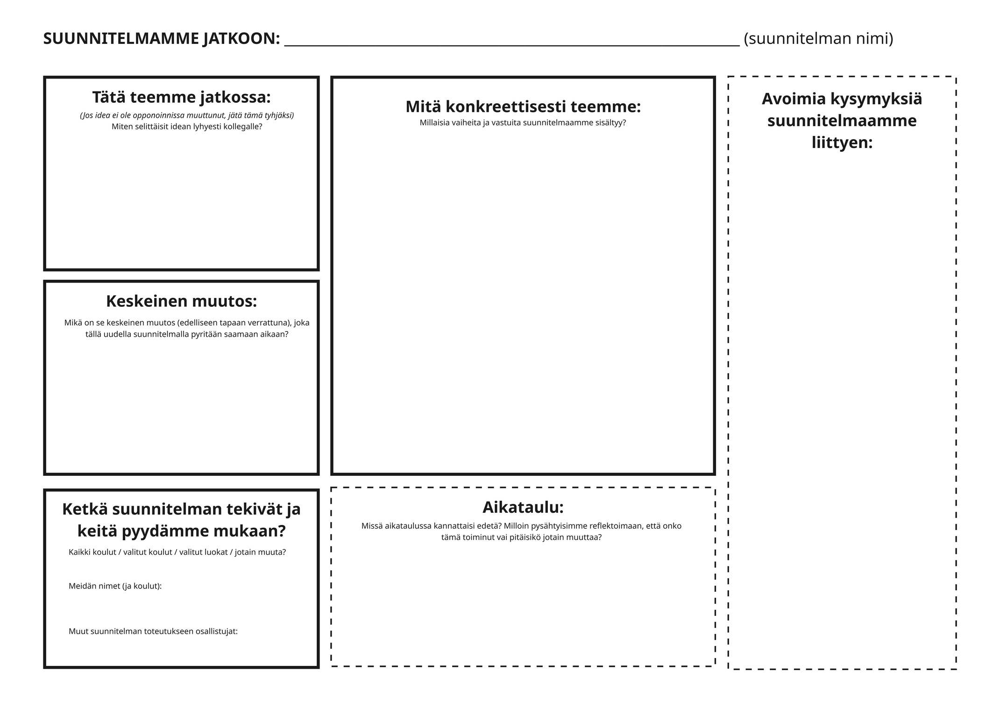 SUUNNITELMAMME JATKOON: ______________________________ (suunnitelman nimi)
Tätä teemme jatkossa:
(Jos idea ei ole opponoinnissa muuttunut, jätä tämä tyhjäksi)
Miten selittäisit idean lyhyesti kollegalle?
Keskeinen muutos:
Mikä on se keskeinen muutos (edelliseen tapaan verrattuna), joka
tällä uudella suunnitelmalla pyritään saamaan aikaan?
Ketkä suunnitelman tekivät ja
keitä pyydämme mukaan?
Kaikki koulut / valitut koulut / valitut luokat / jotain muuta?
Meidän nimet (ja koulut):
Muut suunnitelman toteutukseen osallistujat:
Mitä konkreettisesti teemme:
Millaisia vaiheita ja vastuita suunnitelmaamme sisältyy?
Aikataulu:
Missä aikataulussa kannattaisi edetä? Milloin pysähtyisimme reflektoimaan, että onko
tämä toiminut vai pitäisikö jotain muuttaa?
Avoimia kysymyksiä
suunnitelmaamme
liittyen: